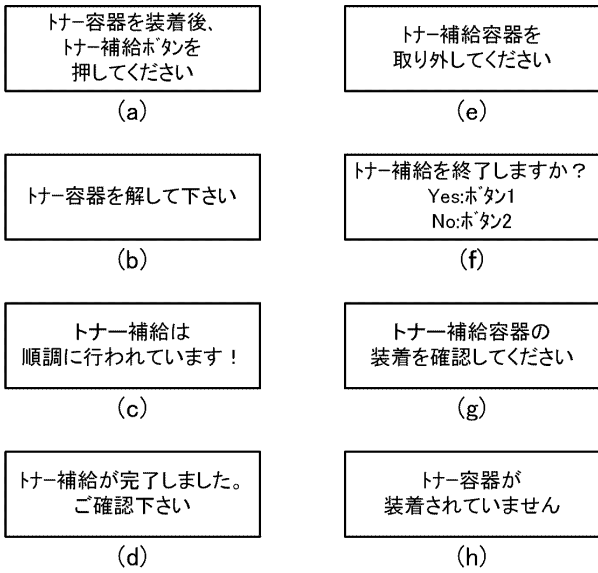 トナー容器を装着後、
トナー補給ボタンを
押してください
(a)
トナー容器を解して下さい
(b)
トナー補給は
順調に行われています！
(c)
トナー補給が完了しました。
ご確認下さい
(d)
トナー補給容器を
取り外してください
(e)
トナー補給を終了しますか？
Yes:ボタン1
No:ボタン2
(f)
トナー補給容器の
装着を確認してください
(g)
トナー容器が
装着されていません
(h)